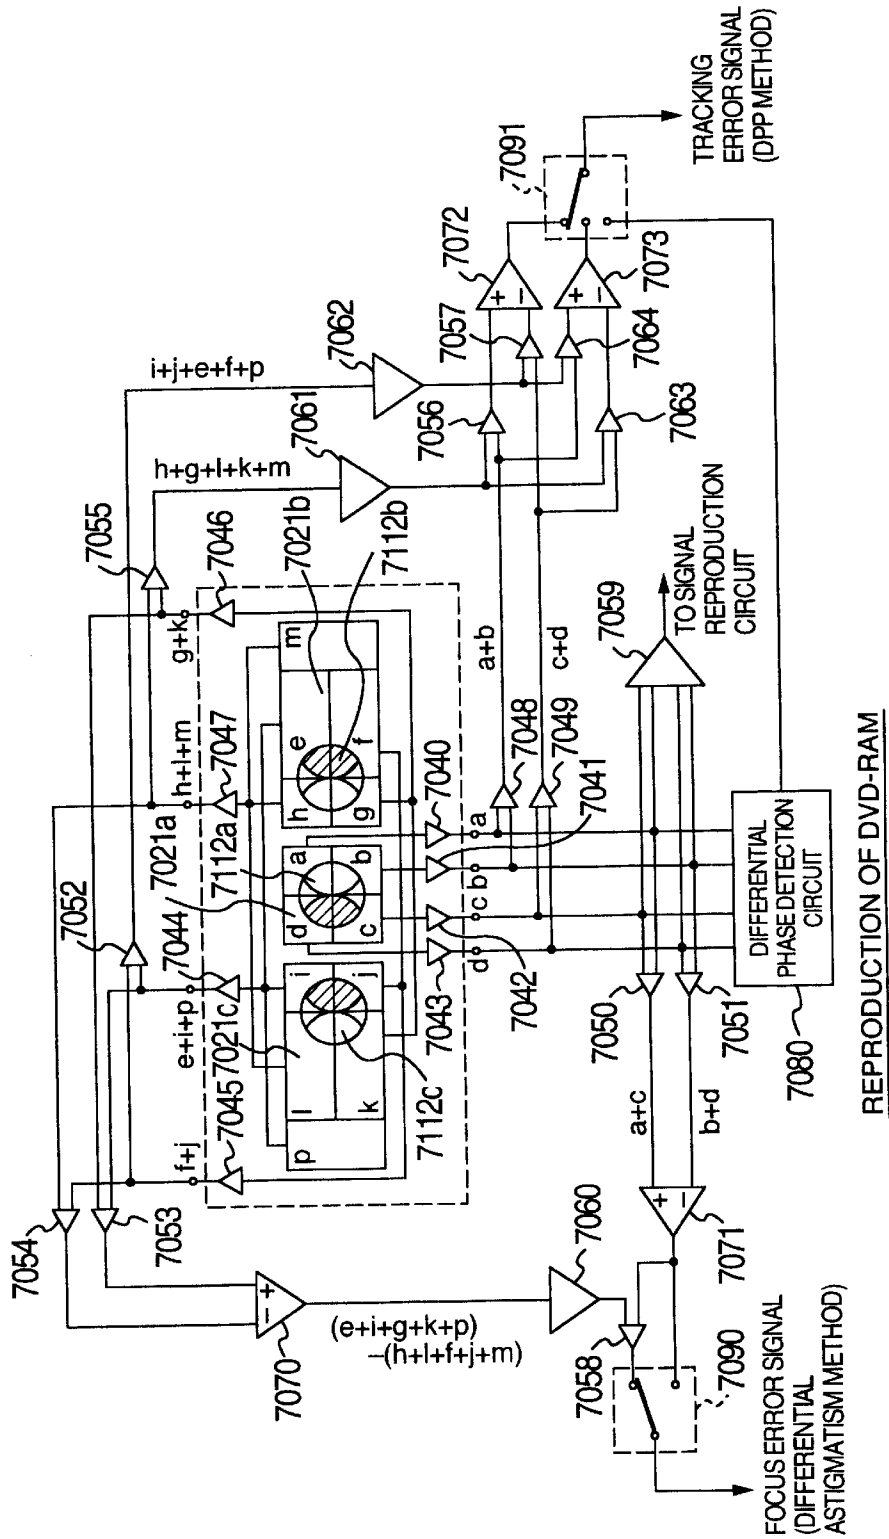 7054
7053
7052
7055
f+j
e+i+p
h+l+m
g+k
7045
7021c
7044
7021a
7112a
7047
7046
7021b
7112b
p
l
k
i
j
d
a
c
b
h
e
g
f
m
7112c
7043
7042
7041
7040
d
c
b
a
7048
7049
h+g+l+k+m
i+j+e+f+p
7061
7062
7056
7057
7063
7064
7072
7073
+
−
+
−
7091
TRACKING
ERROR SIGNAL
(DPP METHOD)
a+b
c+d
7059
TO SIGNAL
REPRODUCTION
CIRCUIT
7070
−
+
(e+i+g+k+p)
−(h+l+f+j+m)
7060
7058
7090
7071
+
−
a+c
b+d
7050
7051
7080
DIFFERENTIAL
PHASE DETECTION
CIRCUIT
FOCUS ERROR SIGNAL
(DIFFERENTIAL
ASTIGMATISM METHOD)
REPRODUCTION OF DVD-RAM